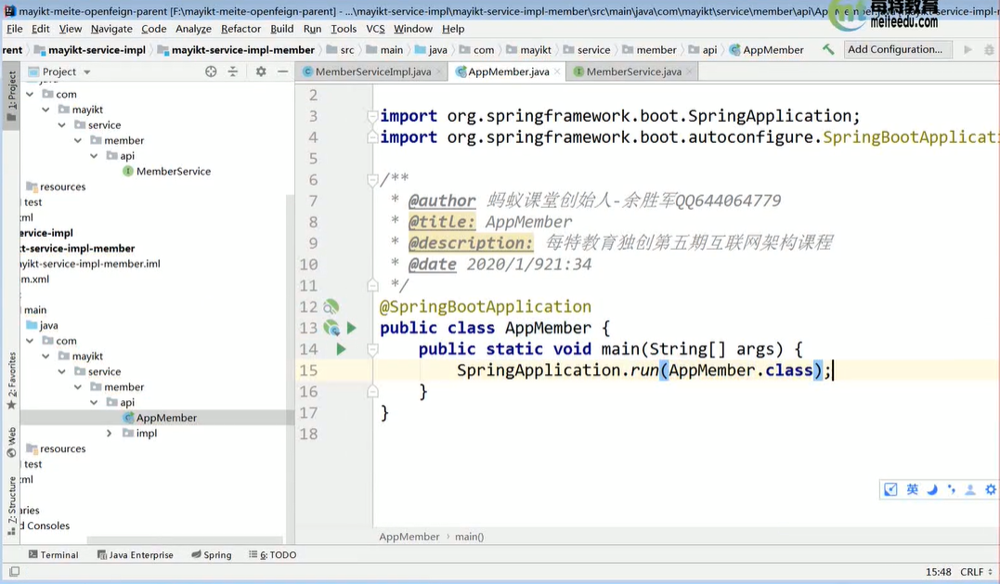 mayikt-meite-openfeign-parent [F:\mayikt-meite-openfeign-parent] - ...\mayikt-service-impl\mayikt-service-impl-member\src\main\java\com\mayikt\service\member\api\
每特教育
meiteedu.com
File Edit View Navigate Code Analyze Refactor Build Run Tools VCS Window Help
rent mayikt-service-impl mayikt-service-impl-member src main java com mayikt service member api AppMember Add Configuration...
1: Project
Project
MemberServiceImpl.java AppMember.java MemberService.java
com
mayikt
service
member
api
MemberService
resources
test
ml
ervice-impl
t-service-impl-member
yikt-service-impl-member.iml
m.xml
main
java
com
mayikt
service
member
api
AppMember
impl
resources
test
ml
ries
d Consoles
2: Favorites
Web
Z: Structure
2
3 import org.springframework.boot.SpringApplication;
4 import org.springframework.boot.autoconfigure.SpringBootApplicati
5
6 /**
7 * @author 蚂蚁课堂创始人-余胜军QQ644064779
8 * @title: AppMember
9 * @description: 每特教育独创第五期互联网架构课程
10 * @date 2020/1/921:34
11 */
12 @SpringBootApplication
13 public class AppMember {
14 public static void main(String[] args) {
15 SpringApplication.run(AppMember.class);
16 }
17 }
18
英
AppMember › main()
Terminal Java Enterprise Spring 6: TODO
15:48 CRLF